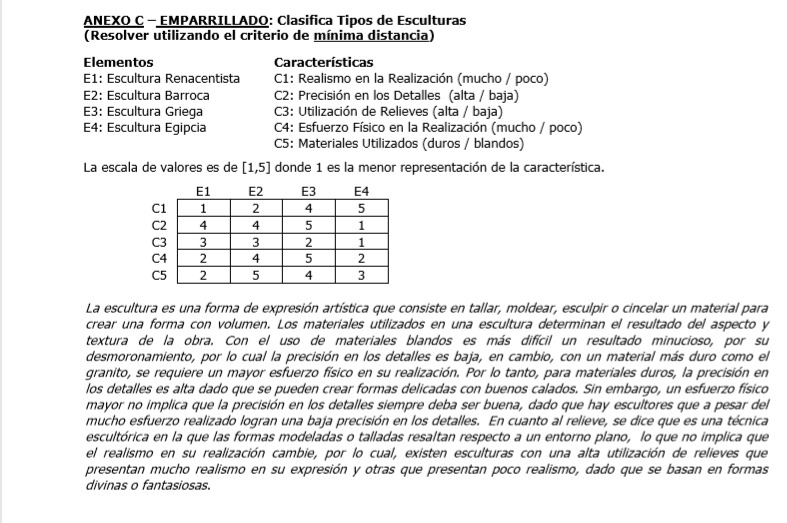 ANEXO C – EMPARRILLADO: Clasifica Tipos de Esculturas
(Resolver utilizando el criterio de mínima distancia)
Elementos Características
E1: Escultura Renacentista C1: Realismo en la Realización (mucho / poco)
E2: Escultura Barroca C2: Precisión en los Detalles (alta / baja)
E3: Escultura Griega C3: Utilización de Relieves (alta / baja)
E4: Escultura Egipcia C4: Esfuerzo Físico en la Realización (mucho / poco)
C5: Materiales Utilizados (duros / blandos)
La escala de valores es de [1,5] donde 1 es la menor representación de la característica.
E1 E2 E3 E4
C1 1 2 4 5
C2 4 4 5 1
C3 3 3 2 1
C4 2 4 5 2
C5 2 5 4 3
La escultura es una forma de expresión artística que consiste en tallar, moldear, esculpir o cincelar un material para
crear una forma con volumen. Los materiales utilizados en una escultura determinan el resultado del aspecto y
textura de la obra. Con el uso de materiales blandos es más difícil un resultado minucioso, por su
desmoronamiento, por lo cual la precisión en los detalles es baja, en cambio, con un material más duro como el
granito, se requiere un mayor esfuerzo físico en su realización. Por lo tanto, para materiales duros, la precisión en
los detalles es alta dado que se pueden crear formas delicadas con buenos calados. Sin embargo, un esfuerzo físico
mayor no implica que la precisión en los detalles siempre deba ser buena, dado que hay escultores que a pesar del
mucho esfuerzo realizado logran una baja precisión en los detalles. En cuanto al relieve, se dice que es una técnica
escultórica en la que las formas modeladas o talladas resaltan respecto a un entorno plano, lo que no implica que
el realismo en su realización cambie, por lo cual, existen esculturas con una alta utilización de relieves que
presentan mucho realismo en su expresión y otras que presentan poco realismo, dado que se basan en formas
divinas o fantasiosas.